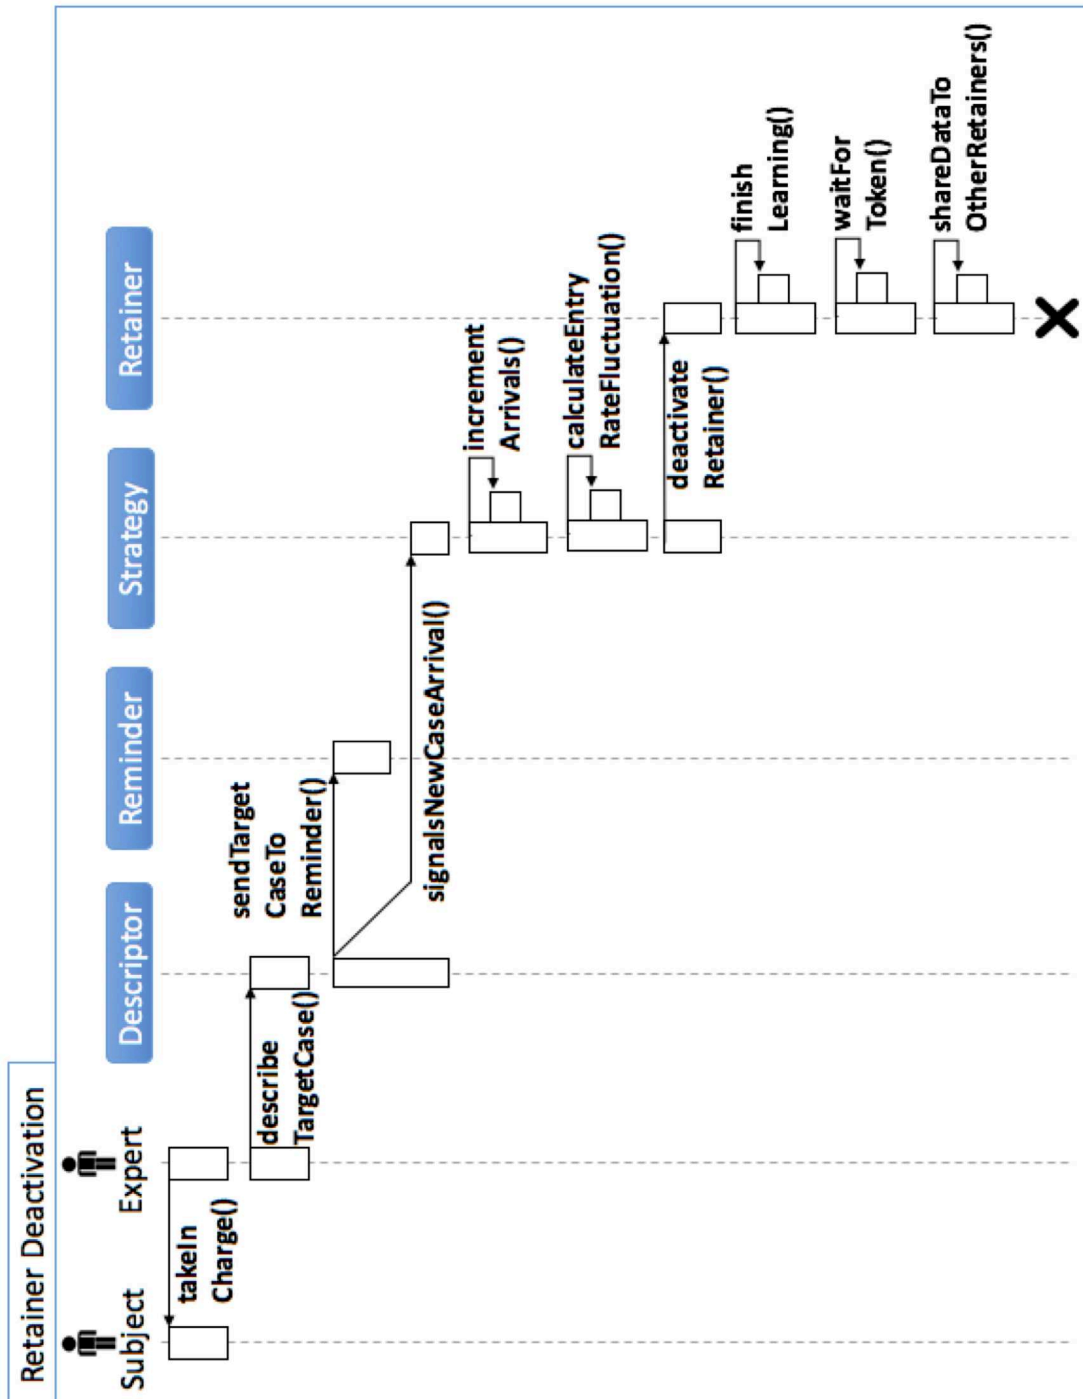 Retainer Deactivation
Subject
Expert
Descriptor
Reminder
Strategy
Retainer
takeIn
Charge()
describe
TargetCase()
sendTarget
CaseTo
Reminder()
signalsNewCaseArrival()
increment
Arrivals()
calculateEntry
RateFluctuation()
deactivate
Retainer()
finish
Learning()
waitFor
Token()
shareDataTo
OtherRetainers()